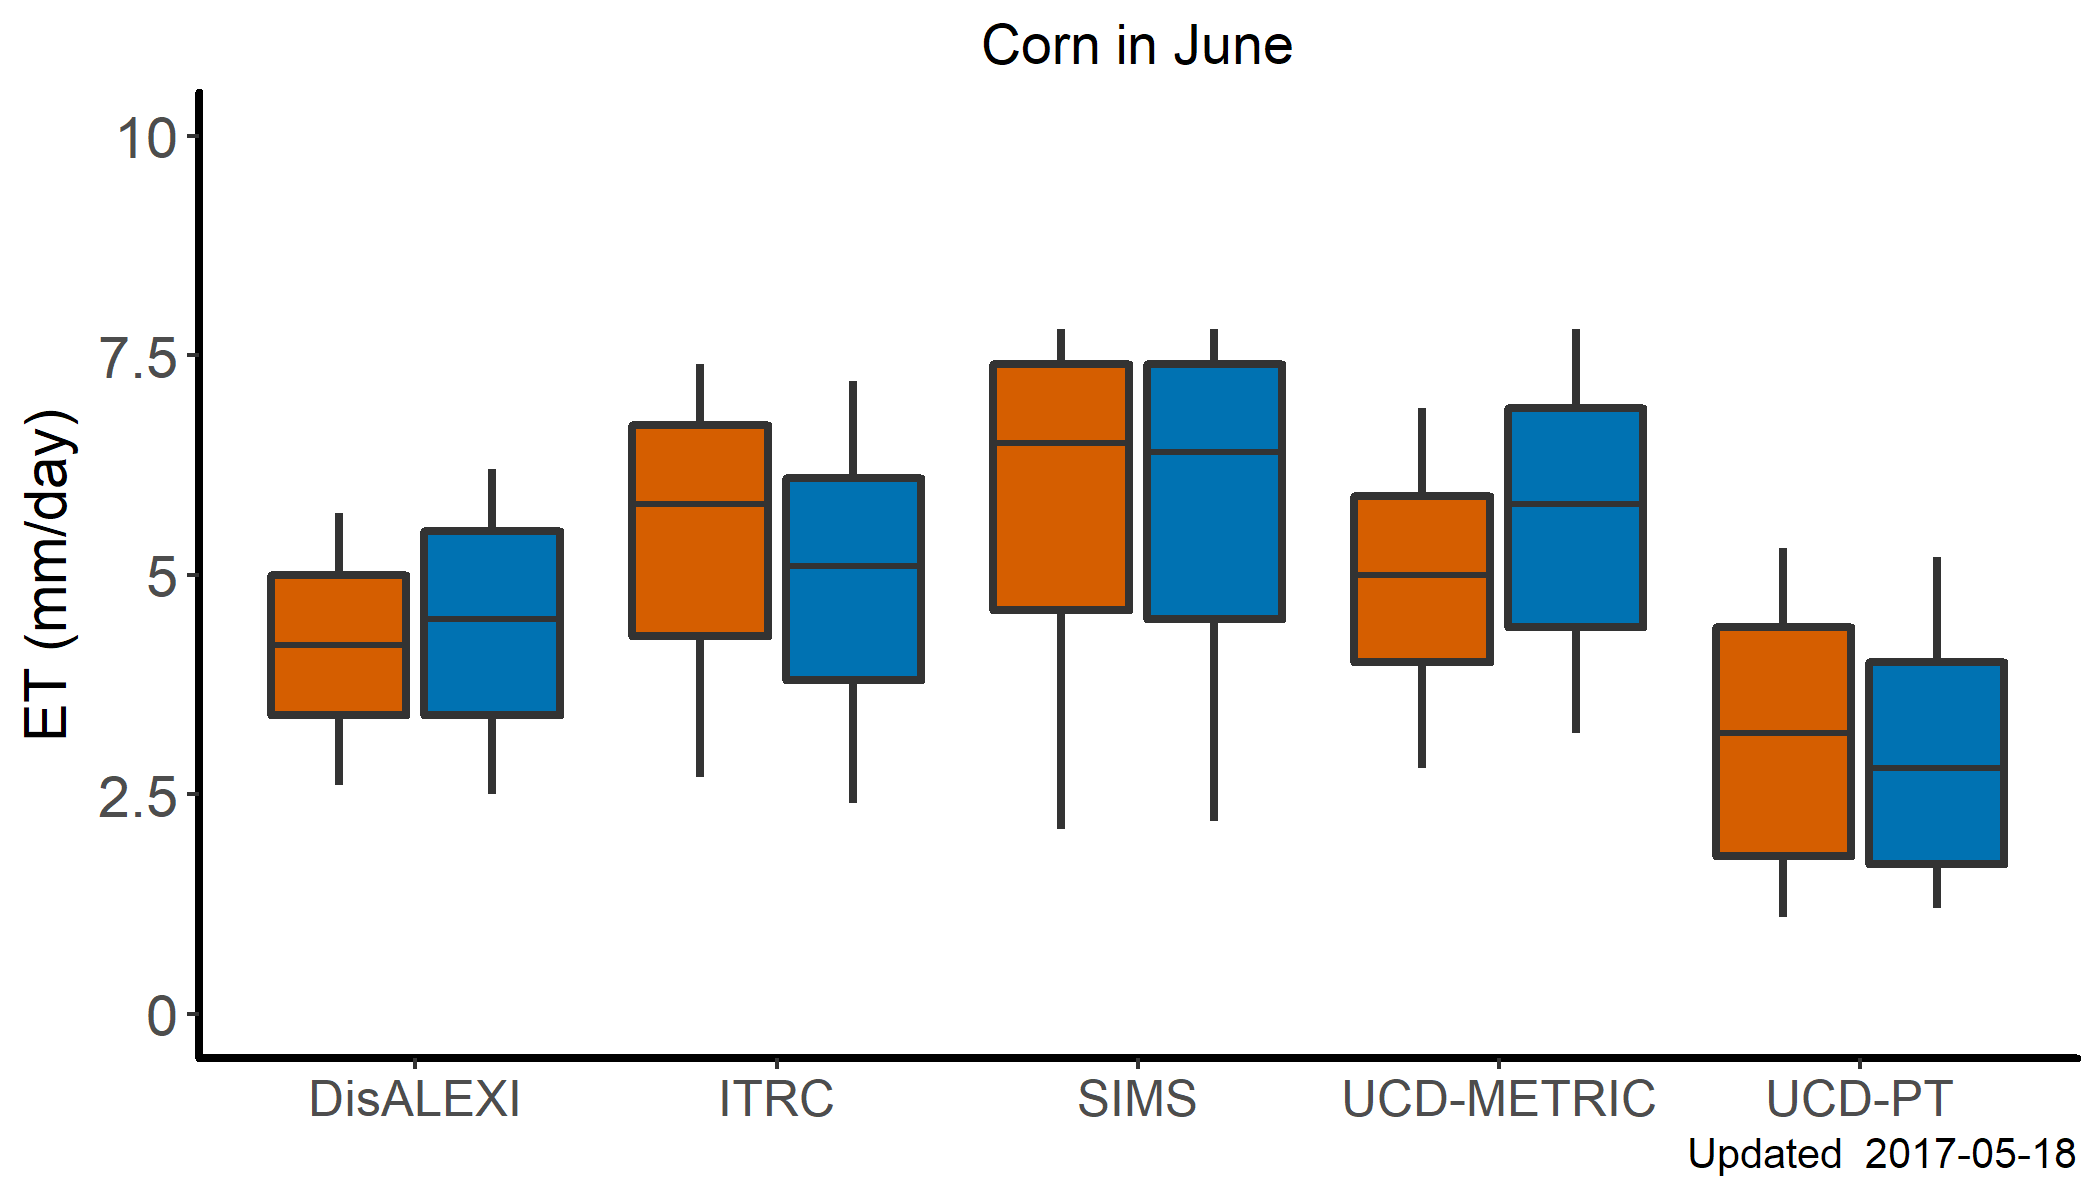 Corn in June
ET (mm/day)
10
7.5
5
2.5
0
DisALEXI ITRC SIMS UCD-METRIC UCD-PT
Updated 2017-05-18